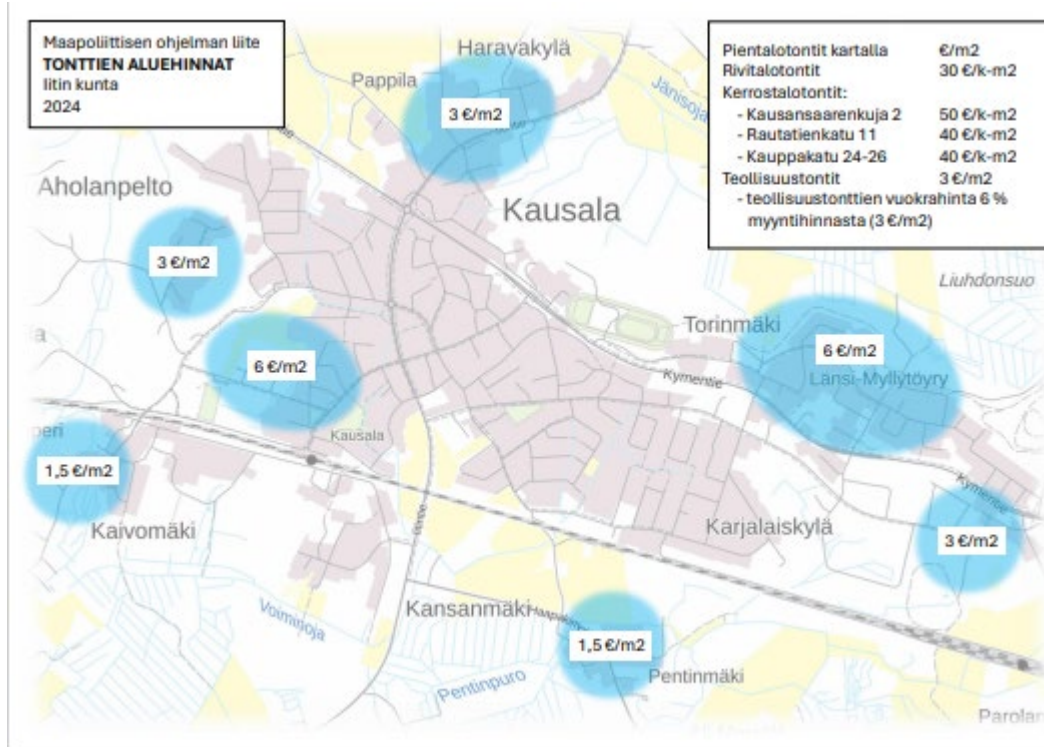 Maapoliittisen ohjelman liite
TONTTIEN ALUEHINNAT
Iitin kunta
2024
Pientalotontit kartalla €/m2
Rivitalotontit 30 €/k-m2
Kerrostalotontit:
- Kausansaarenkuja 2 50 €/k-m2
- Rautatienkatu 11 40 €/k-m2
- Kauppakatu 24-26 40 €/k-m2
Teollisuustontit 3 €/m2
- teollisuustonttien vuokrahinta 6 %
myyntihinnasta (3 €/m2)
Haravakylä
Pappila
Jänisoja
3 €/m2
Aholanpelto
Kausala
3 €/m2
Liuhdonsuo
Torinmäki
6 €/m2
6 €/m2
Kymentie
Länsi-Myllytöyry
Kausala
1,5 €/m2
Kymentie
Kaivomäki
Karjalaiskylä
3 €/m2
Voiminoja
Kansanmäki
1,5 €/m2
Pentinpuro
Pentinmäki